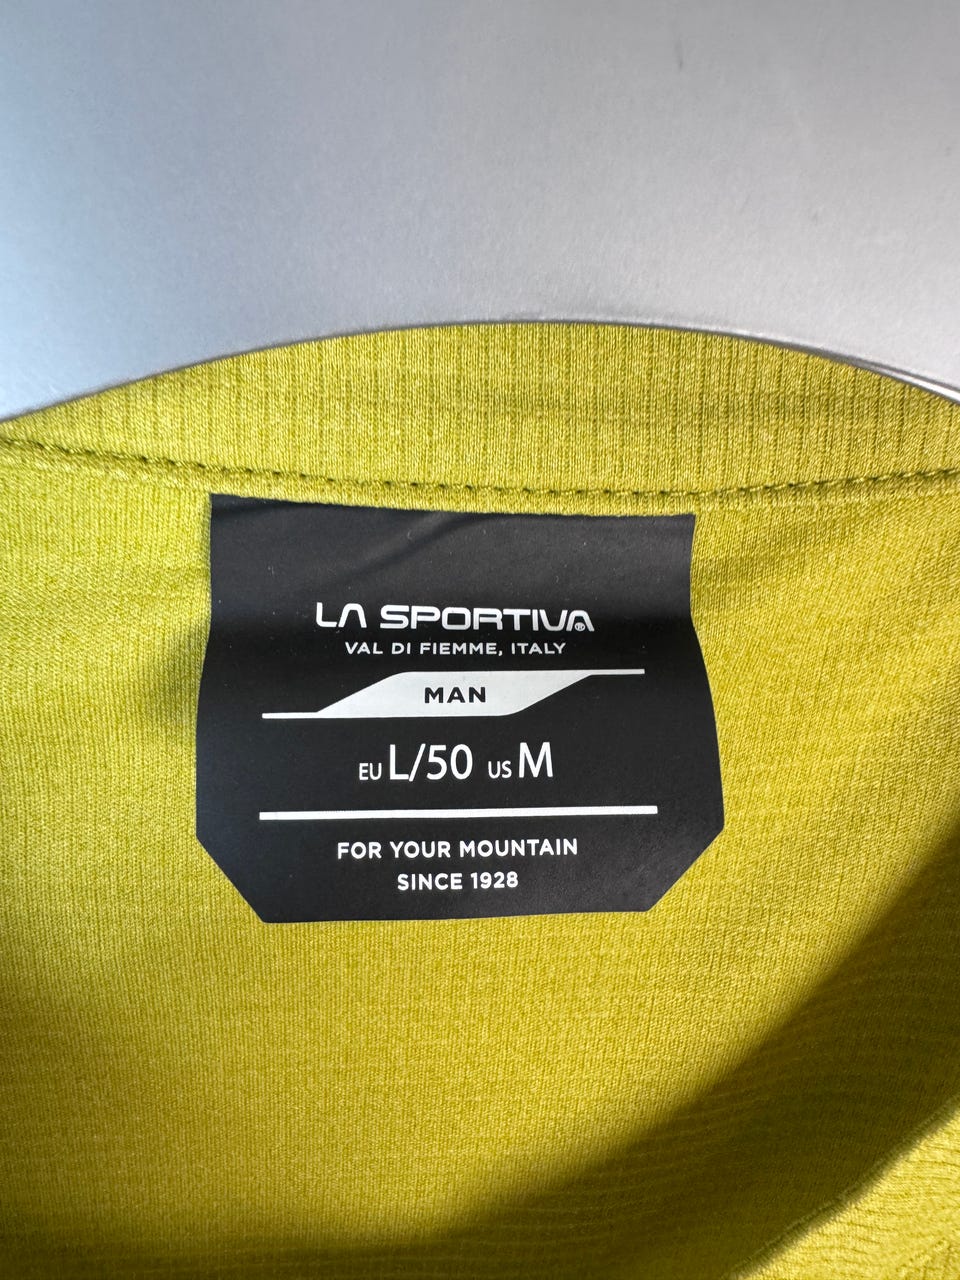 LA SPORTIVA®
VAL DI FIEMME, ITALY
MAN
EU L/50 US M
FOR YOUR MOUNTAIN
SINCE 1928